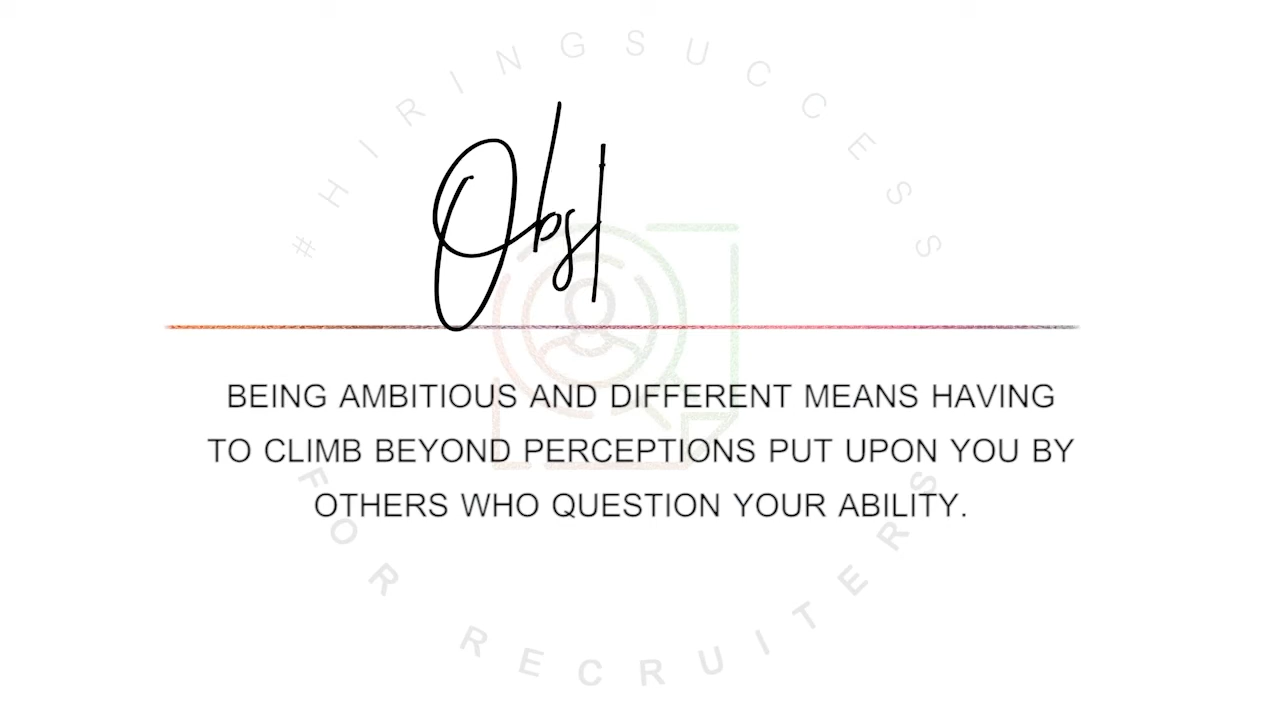 #HIRINGSUCCESS
Obst
BEING AMBITIOUS AND DIFFERENT MEANS HAVING
TO CLIMB BEYOND PERCEPTIONS PUT UPON YOU BY
OTHERS WHO QUESTION YOUR ABILITY.
FOR RECRUITERS